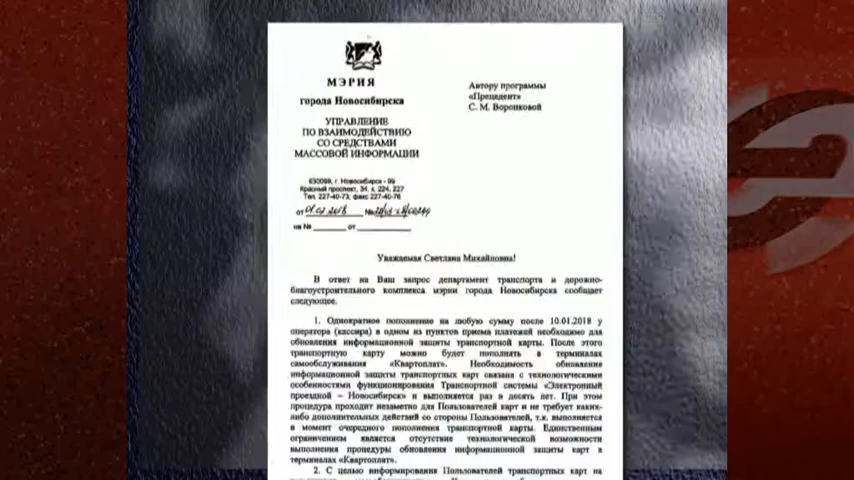 МЭРИЯ
города Новосибирска
УПРАВЛЕНИЕ
ПО ВЗАИМОДЕЙСТВИЮ
СО СРЕДСТВАМИ
МАССОВОЙ ИНФОРМАЦИИ
630099, г. Новосибирск - 99
Красный проспект, 34, к. 224, 227
Тел. 227-40-73; факс 227-40-76
от 01.02.2018 №
на № от
Автору программы
«Прецедент»
С. М. Воронковой
Уважаемая Светлана Михайловна!
В ответ на Ваш запрос департамент транспорта и дорожно-
благоустроительного комплекса мэрии города Новосибирска сообщает
следующее.
1. Однократное пополнение на любую сумму после 10.01.2018 у
оператора (кассира) в одном из пунктов приема платежей необходимо для
обновления информационной защиты транспортной карты. После этого
транспортную карту можно будет пополнять в терминалах
самообслуживания «Квартоплат». Необходимость обновления
информационной защиты транспортных карт связана с технологическими
особенностями функционирования Транспортной системы «Электронный
проездной – Новосибирск» и выполняется раз в десять лет. При этом
процедура проходит незаметно для Пользователей карт и не требует каких-
либо дополнительных действий со стороны Пользователей, т.к. выполняется
в момент очередного пополнения транспортной карты. Единственным
ограничением является отсутствие технологической возможности
выполнения процедуры обновления информационной защиты карт в
терминалах «Квартоплат».
2. С целью информирования Пользователей транспортных карт на